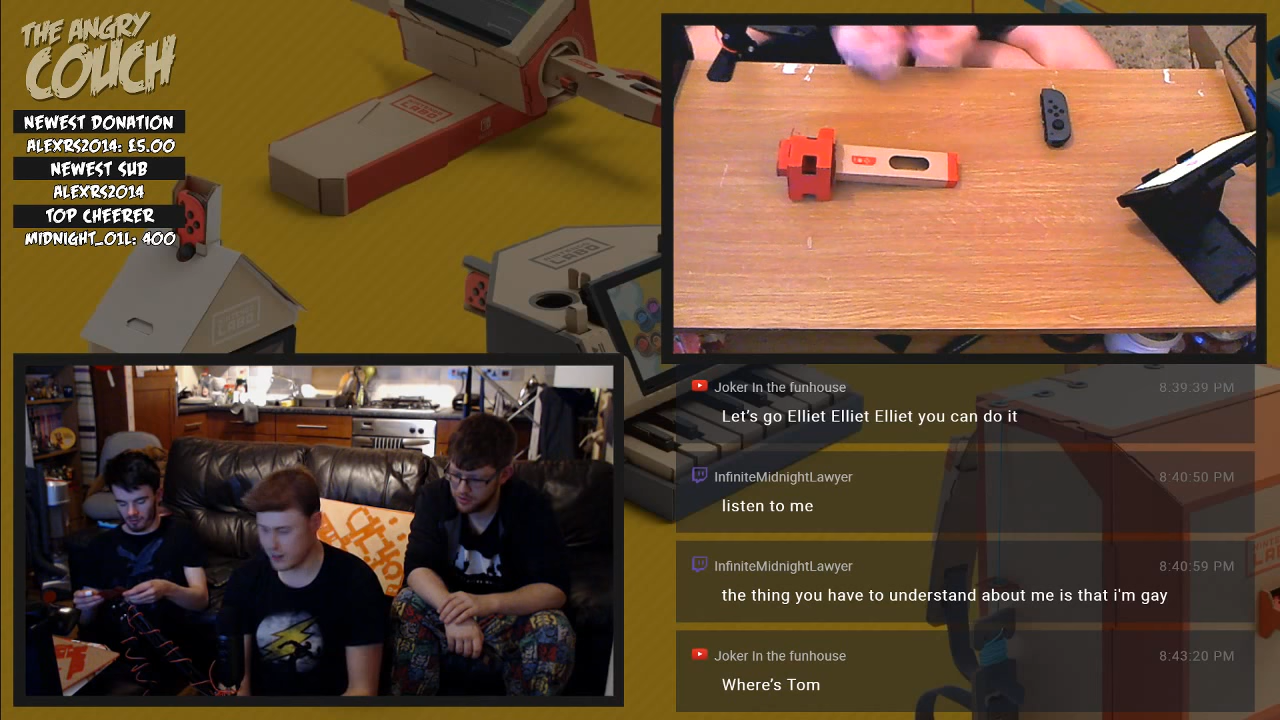 THE ANGRY
COUCH
NEWEST DONATION
ALEXRS2014: £5.00
NEWEST SUB
ALEXRS2014
TOP CHEERER
MIDNIGHT_01L: 400
LABO
LABO
LABO
Joker In the funhouse 8:39:39 PM
Let's go Elliet Elliet Elliet you can do it
InfiniteMidnightLawyer 8:40:50 PM
listen to me
InfiniteMidnightLawyer 8:40:59 PM
the thing you have to understand about me is that i'm gay
Joker In the funhouse 8:43:20 PM
Where's Tom